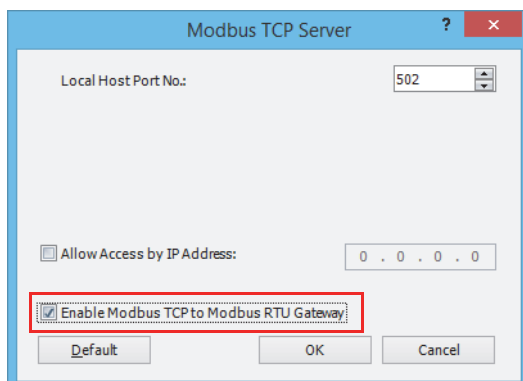 Modbus TCP Server ? ×
Local Host Port No.: 502
Allow Access by IP Address: 0 . 0 . 0 . 0
Enable Modbus TCP to Modbus RTU Gateway
Default OK Cancel